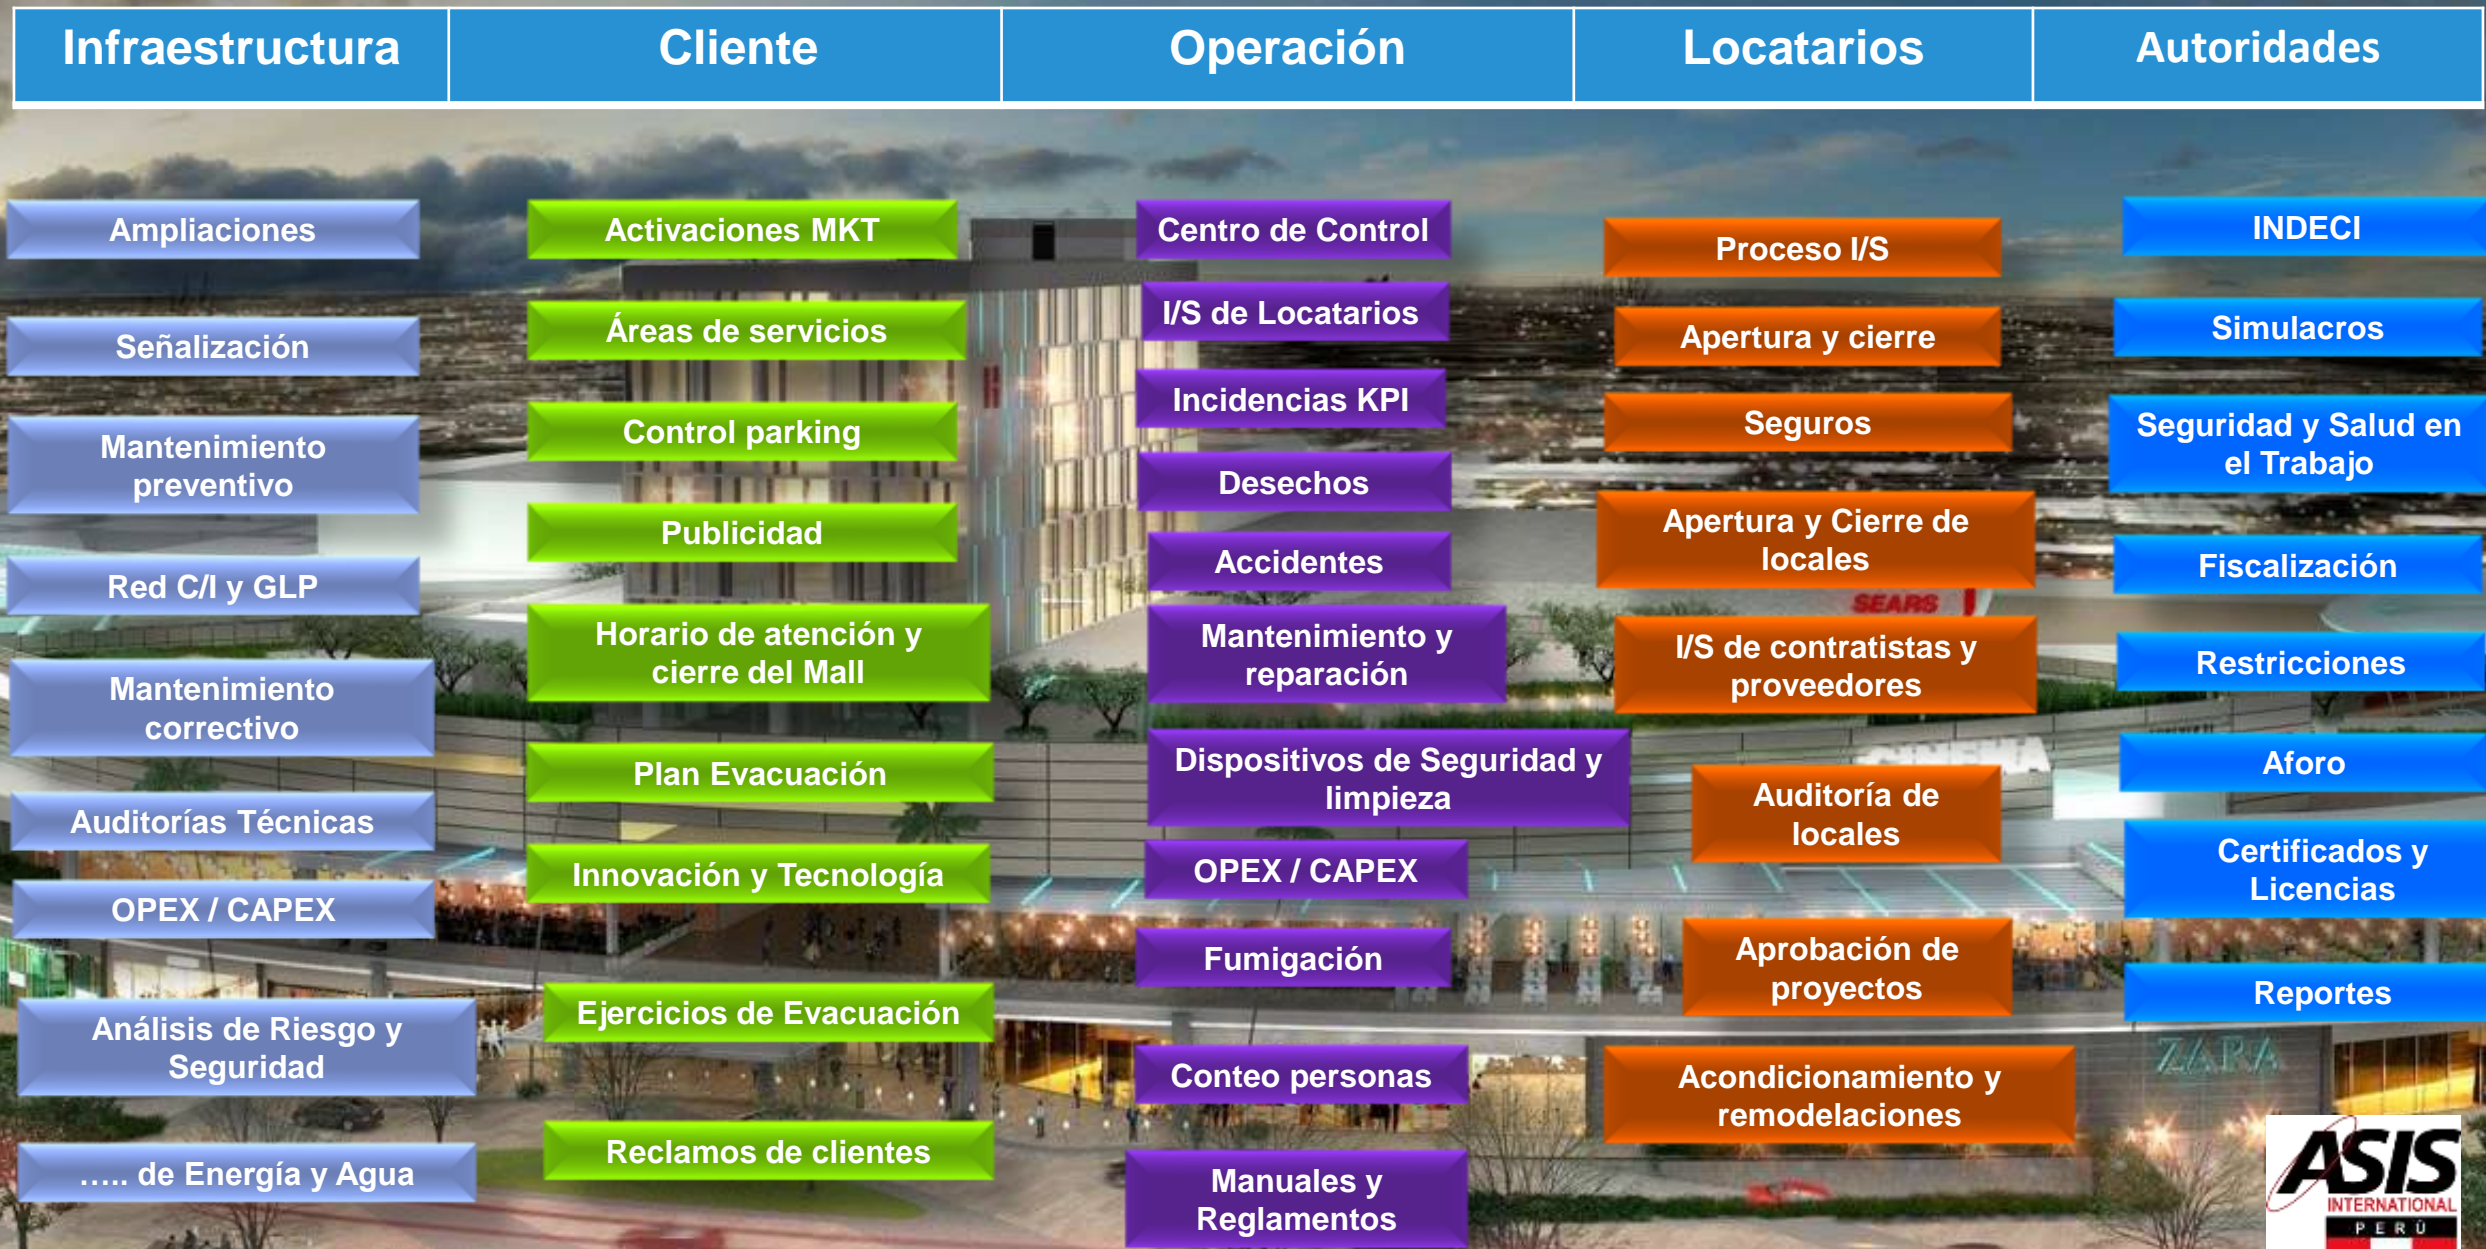 Infraestructura
Cliente
Operación
Locatarios
Autoridades
Ampliaciones
Señalización
Mantenimiento
preventivo
Red C/I y GLP
Mantenimiento
correctivo
Auditorías Técnicas
OPEX / CAPEX
Análisis de Riesgo y
Seguridad
..... de Energía y Agua
Activaciones MKT
Áreas de servicios
Control parking
Publicidad
Horario de atención y
cierre del Mall
Plan Evacuación
Innovación y Tecnología
Ejercicios de Evacuación
Reclamos de clientes
Centro de Control
I/S de Locatarios
Incidencias KPI
Desechos
Accidentes
Mantenimiento y
reparación
Dispositivos de Seguridad y
limpieza
OPEX / CAPEX
Fumigación
Conteo personas
Manuales y
Reglamentos
Proceso I/S
Apertura y cierre
Seguros
Apertura y Cierre de
locales
SEARS
I/S de contratistas y
proveedores
Auditoría de
locales
Aprobación de
proyectos
Acondicionamiento y
remodelaciones
INDECI
Simulacros
Seguridad y Salud en
el Trabajo
Fiscalización
Restricciones
Aforo
Certificados y
Licencias
Reportes
ZARA
ASIS
INTERNATIONAL
PERÚ